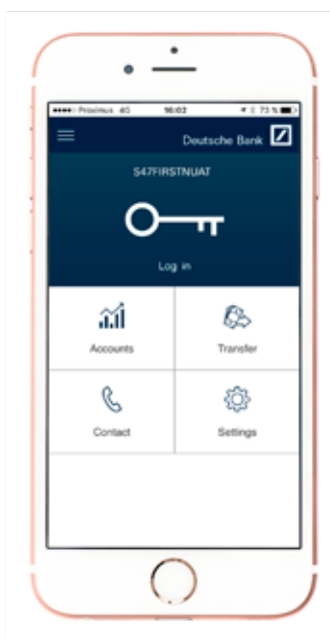 Proximus 4G 16:02 73 %
Deutsche Bank
S47FIRSTNUAT
Log in
Accounts Transfer
Contact Settings